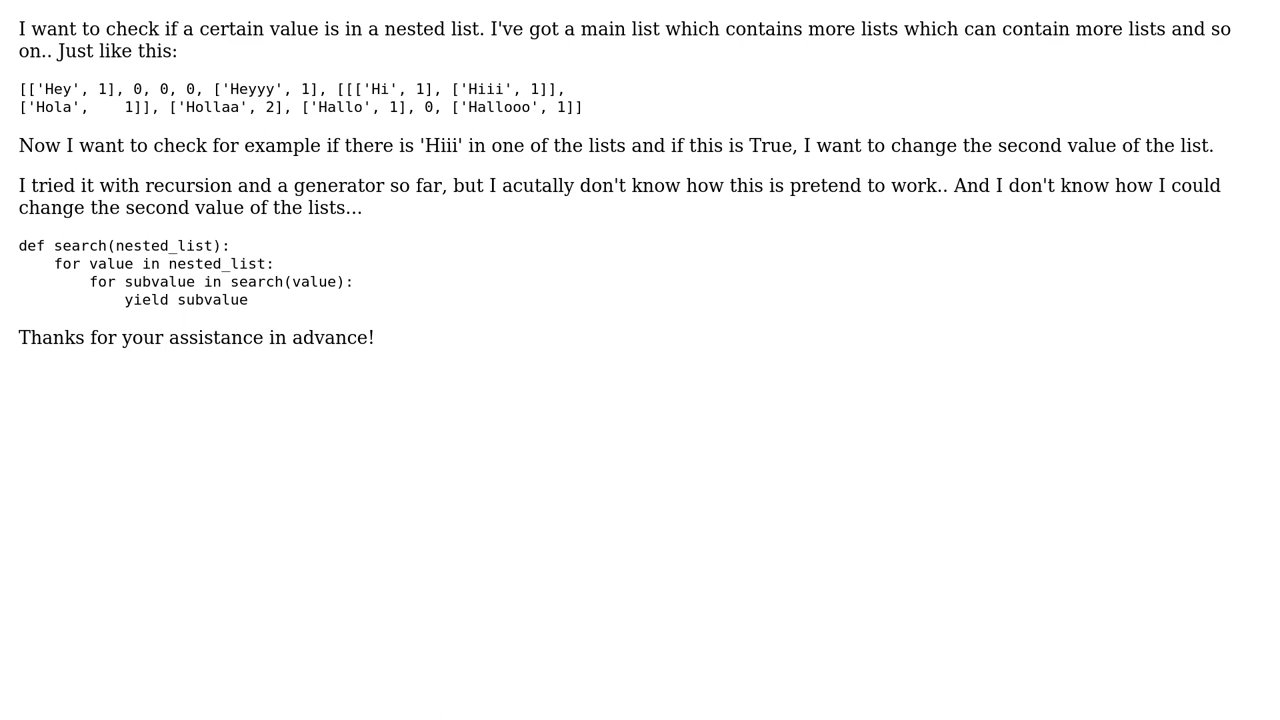 I want to check if a certain value is in a nested list. I've got a main list which contains more lists which can contain more lists and so
on.. Just like this:
[['Hey', 1], 0, 0, 0, ['Heyyy', 1], [[['Hi', 1], ['Hiii', 1]],
['Hola',    1]], ['Hollaa', 2], ['Hallo', 1], 0, ['Hallooo', 1]]
Now I want to check for example if there is 'Hiii' in one of the lists and if this is True, I want to change the second value of the list.
I tried it with recursion and a generator so far, but I acutally don't know how this is pretend to work.. And I don't know how I could
change the second value of the lists...
def search(nested_list):
    for value in nested_list:
        for subvalue in search(value):
            yield subvalue
Thanks for your assistance in advance!